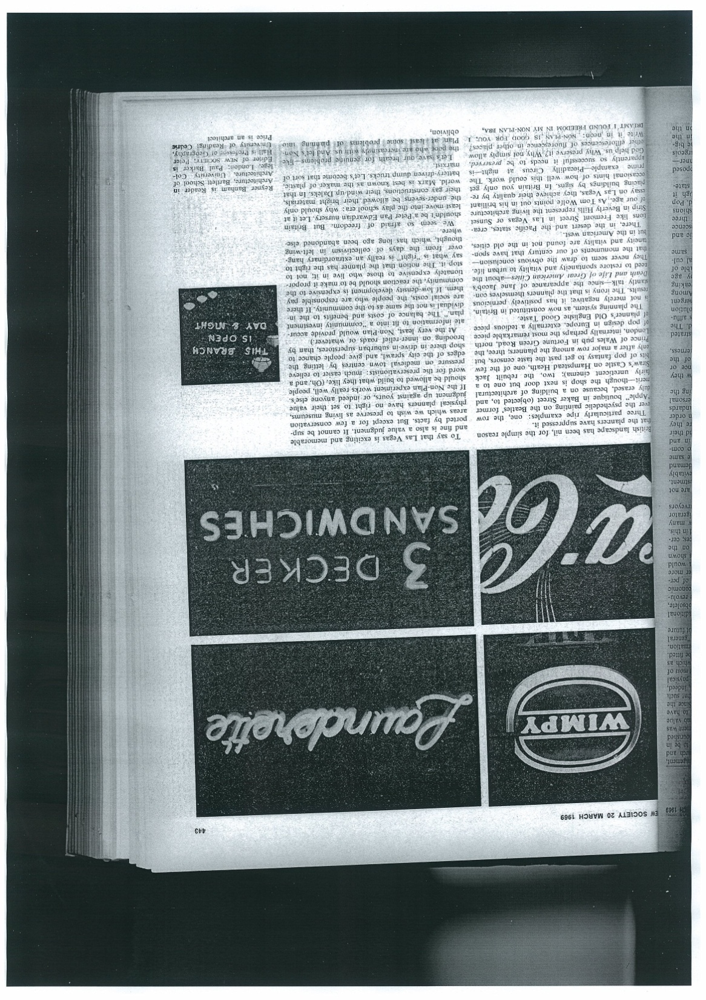 EW SOCIETY 20 MARCH 1969
443
WIMPY
Launderette
a-Co
3 DECKER
SANDWICHES
British landscape has been nil, for the simple reason
that the planners have suppressed it.
Three particularly ripe examples: one, the row
over the psychedelic painting on the Beatles' former
"Apple" boutique in Baker Street (objected to, and
duly erased, because on a building of architectural
merit—though the shop is next door but one to a
fairly unreticent cinema); two, the rebuilt Jack
Straw's Castle on Hampstead Heath, one of the few
bits of pop fantasy to get past the taste censors, but
only after a major row among the planners; three, the
Prince of Wales pub in Fortune Green Road, north
London, internally perhaps the most remarkable piece
of pop design in Europe, externally a tedious piece
of planner's Old Englishe Good Taste.
The planning system, as now constituted in Britain,
is not merely negative; it has positively pernicious
results. The irony is that the planners themselves con-
stantly talk—since the appearance of Jane Jacob's
Death and Life of Great American Cities—about the
need to restore spontaneity and vitality to urban life.
They never seem to draw the obvious conclusion—
that the monuments of our century that have spon-
taneity and vitality are found not in the old cities,
but in the American west.
There, in the desert and the Pacific states, crea-
tions like Fremont Street in Las Vegas or Sunset
Strip in Beverly Hills represent the living architecture
of our age. As Tom Wolfe points out in his brilliant
essay on Las Vegas, they achieve their quality by re-
placing buildings by signs. In Britain you only get
occasional hints of how well this could work. The
prime example—Piccadilly Circus at night—is
apparently so successful it needs to be preserved,
God help us. Why preserve it? Why not simply allow
other efflorescences of fluorescence in other places?
Write it in neon: NON-PLAN IS GOOD FOR YOU; I
DREAMT I FOUND FREEDOM IN MY NON-PLAN BRA.
To say that Las Vegas is exciting and memorable
and fine is also a value judgment. It cannot be sup-
ported by facts. But except for a few conservation
areas which we wish to preserve as living museums,
physical planners have no right to set their value
judgment up against yours, or indeed anyone else's.
If the Non-Plan experiment works really well, people
should be allowed to build what they like. (Oh, and a
word for the preservationists: much easier to relieve
pressure on medieval town centres by letting the
edges of the city sprawl, and give people chance to
shop there in drive-in suburban superstores, than by
brooding on inner-relief roads or whatever.)
At the very least, Non-Plan would provide accur-
ate information to fit into a "community investment
plan." The balance of costs and benefits to the in-
dividual is not the same as to the community. If there
are social costs, the people who are responsible pay
them. If low-density development is expensive to the
community, the reaction should be to make it propor-
tionately expensive to those who live in it; not to
stop it. The notion that the planner has the right to
say what is "right" is really an extraordinary hang-
over from the days of collectivism in left-wing
thought, which has long ago been abandoned else-
where.
We seem so afraid of freedom. But Britain
shouldn't be a Peter Pan Edwardian nursery. Let it at
least move into the play school era: why should only
the under-sevens be allowed their bright materials,
their gay constructions, their wind-up Daleks. In that
world, Marx is best known as the maker of plastic,
battery-driven dump trucks. Let's become that sort of
marxist.
Let's save our breath for genuine problems—like
the poor who are increasingly with us. And let's Non-
Plan at least some problems of planning into
oblivion.
THIS BRANCH
IS OPEN
DAY & NIGHT
Reyner Banham is Reader in
Architecture, Bartlett School of
Architecture, University Col-
lege, London; Paul Barker is
Editor of NEW SOCIETY; Peter
Hall is Professor of Geography,
University of Reading; Cedric
Price is an architect